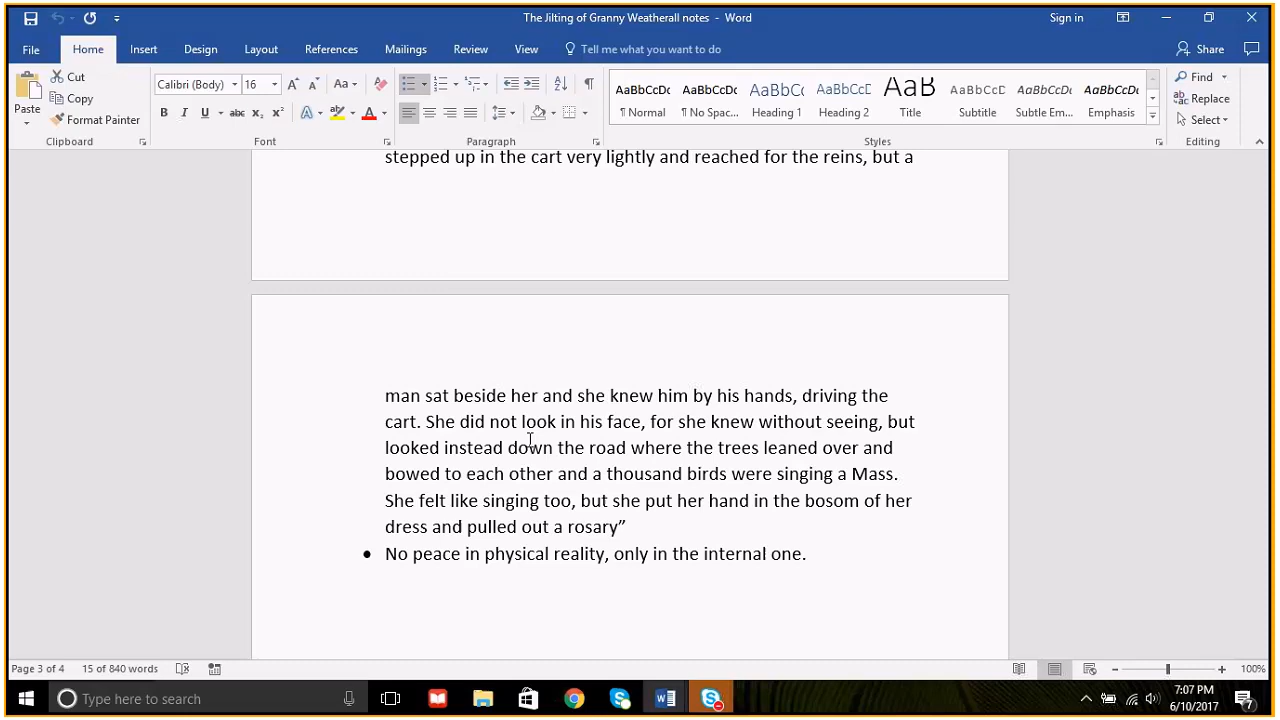 The Jilting of Granny Weatherall notes - Word
Sign in
File Home Insert Design Layout References Mailings Review View Tell me what you want to do Share
Paste Cut Copy Format Painter
Clipboard
Calibri (Body) 16 Aa
B I U abc x₂ x² A A
Font
Paragraph
AaBbCcDc AaBbCcDc AaBbCc AaBbCcD AaB AaBbCcD AaBbCcDc AaBbCcDc
¶ Normal ¶ No Spac... Heading 1 Heading 2 Title Subtitle Subtle Em... Emphasis
Styles
Find
Replace
Select
Editing
stepped up in the cart very lightly and reached for the reins, but a
man sat beside her and she knew him by his hands, driving the
cart. She did not look in his face, for she knew without seeing, but
looked instead down the road where the trees leaned over and
bowed to each other and a thousand birds were singing a Mass.
She felt like singing too, but she put her hand in the bosom of her
dress and pulled out a rosary”
• No peace in physical reality, only in the internal one.
Page 3 of 4 15 of 840 words 100%
Type here to search
7:07 PM
6/10/2017
7